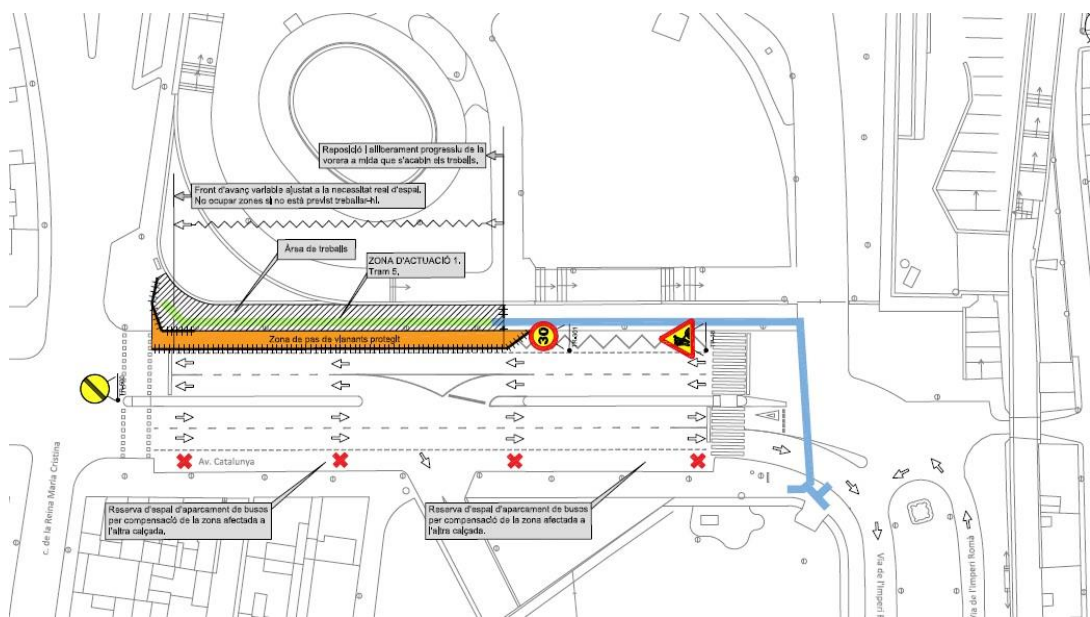 Reposició i alliberament progressiu de la
vorera a mida que s'acabin els treballs.
Front d'avanç variable ajustat a la necessitat real d'espai.
No ocupar zones si no està previst treballar-hi.
Àrea de treballs
ZONA D'ACTUACIÓ 1.
Tram 5.
Zona de pas de vianants protegit
30
Av. Catalunya
Reserva d'espai d'aparcament de busos
per compensació de la zona afectada a
l'altra calçada.
Reserva d'espai d'aparcament de busos
per compensació de la zona afectada a
l'altra calçada.
c. de la Reina Maria Cristina
Via de l'Imperi R
Via de l'Imperi Romà